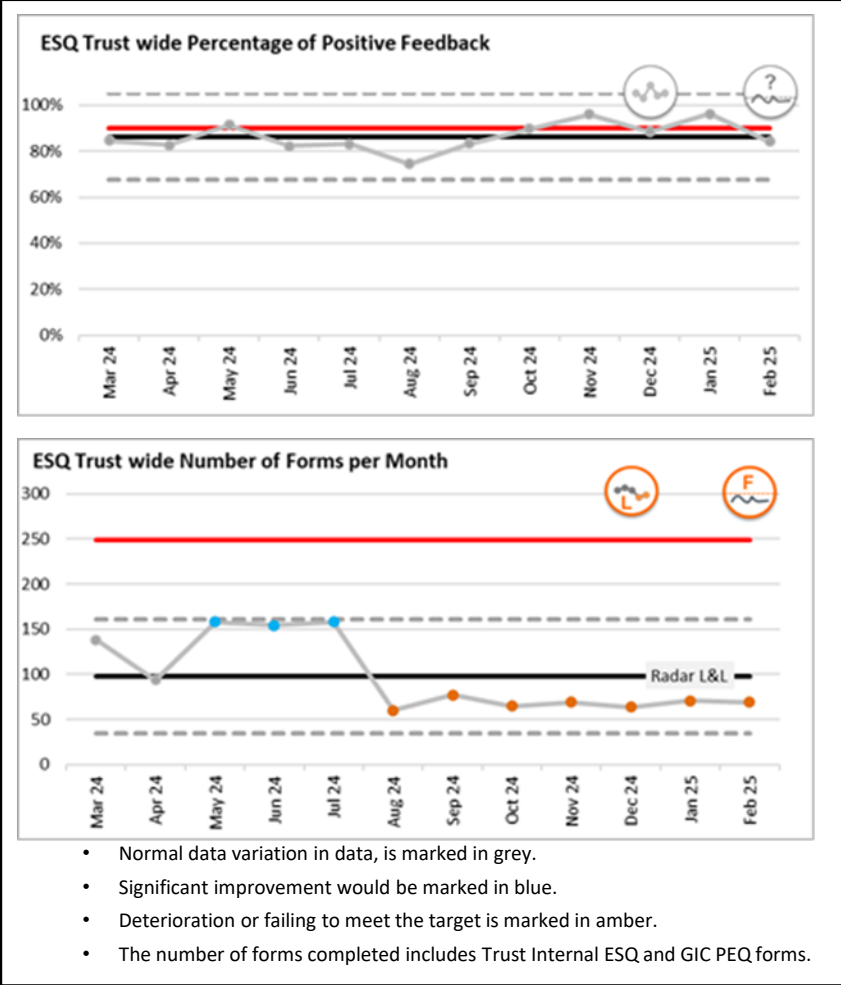 ESQ Trust wide Percentage of Positive Feedback
?
100%
80%
60%
40%
20%
0%
Mar 24
Apr 24
May 24
Jun 24
Jul 24
Aug 24
Sep 24
Oct 24
Nov 24
Dec 24
Jan 25
Feb 25
ESQ Trust wide Number of Forms per Month
L
F
300
250
200
150
100
50
0
Radar L&L
Mar 24
Apr 24
May 24
Jun 24
Jul 24
Aug 24
Sep 24
Oct 24
Nov 24
Dec 24
Jan 25
Feb 25
• Normal data variation in data, is marked in grey.
• Significant improvement would be marked in blue.
• Deterioration or failing to meet the target is marked in amber.
• The number of forms completed includes Trust Internal ESQ and GIC PEQ forms.